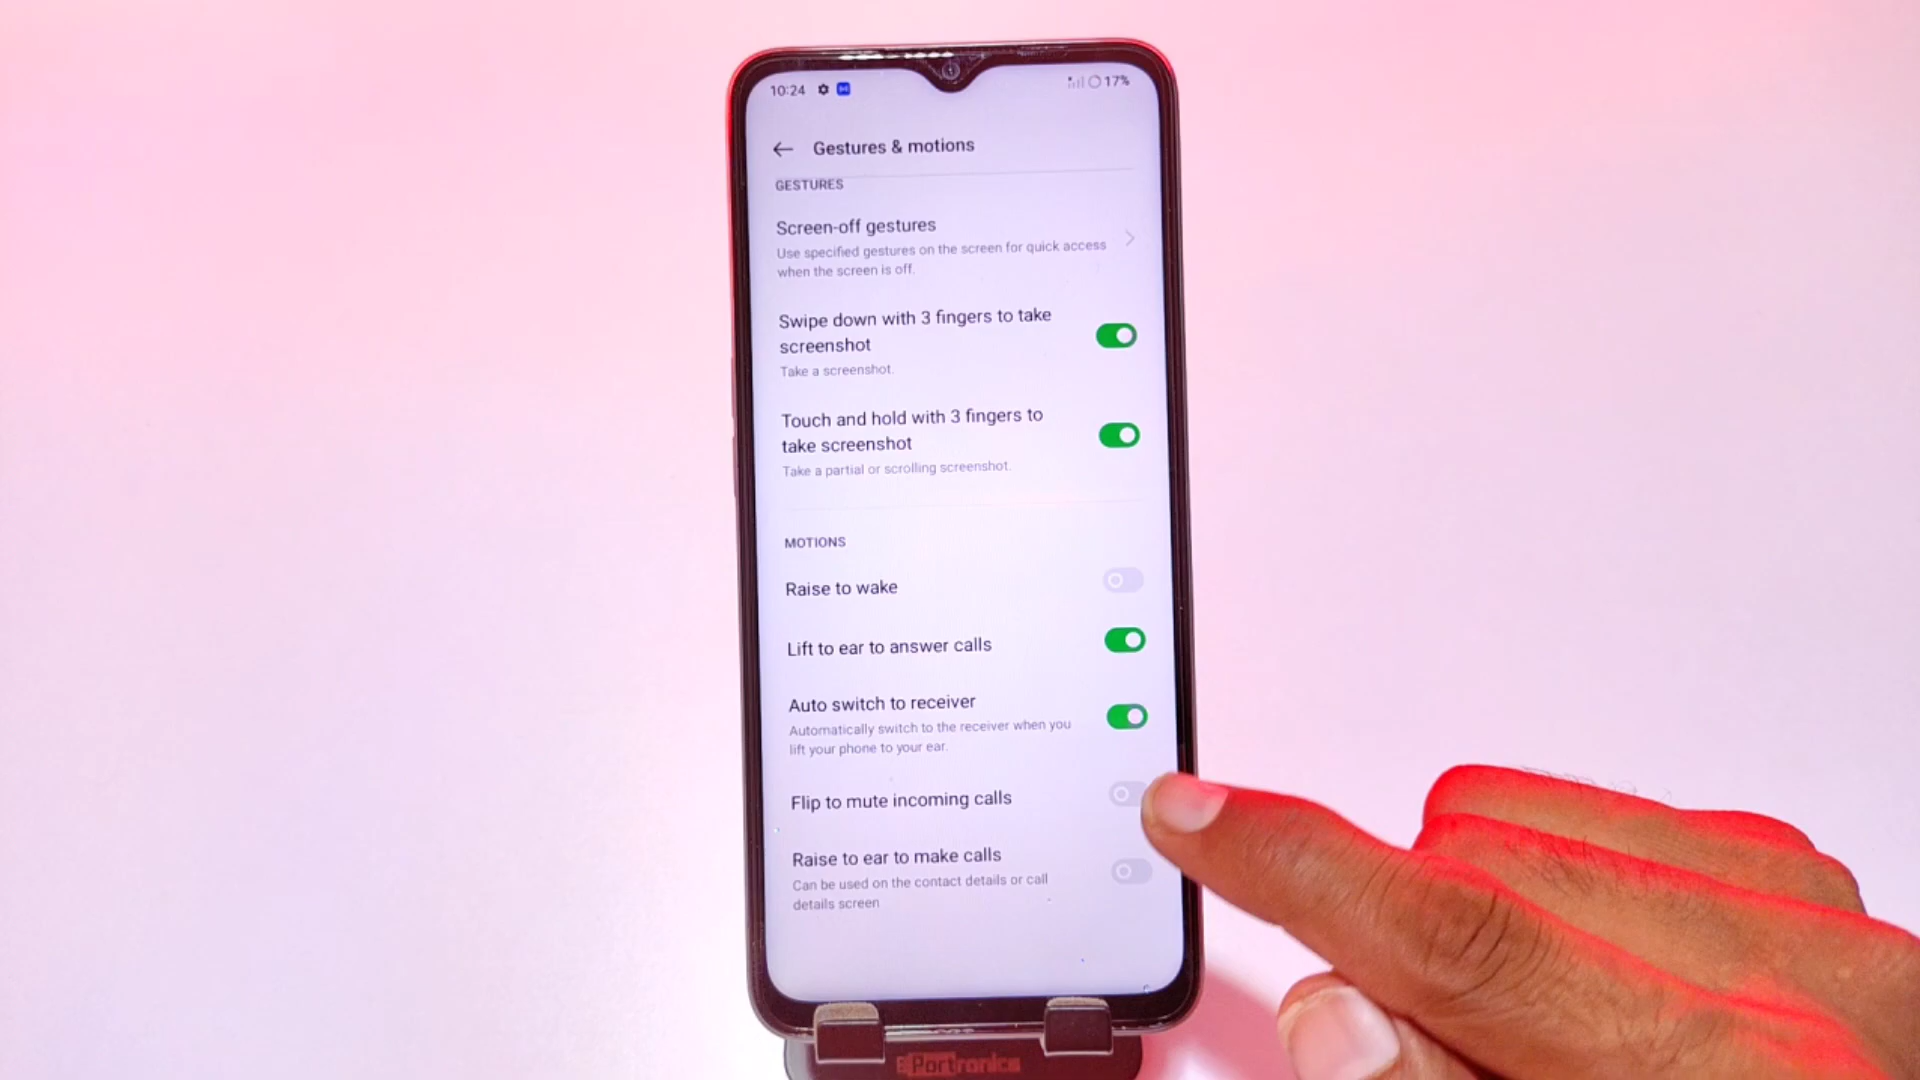 10:24
17%
Gestures & motions
GESTURES
Screen-off gestures
Use specified gestures on the screen for quick access
when the screen is off.
Swipe down with 3 fingers to take
screenshot
Take a screenshot.
Touch and hold with 3 fingers to
take screenshot
Take a partial or scrolling screenshot.
MOTIONS
Raise to wake
Lift to ear to answer calls
Auto switch to receiver
Automatically switch to the receiver when you
lift your phone to your ear.
Flip to mute incoming calls
Raise to ear to make calls
Can be used on the contact details or call
details screen
Portronics